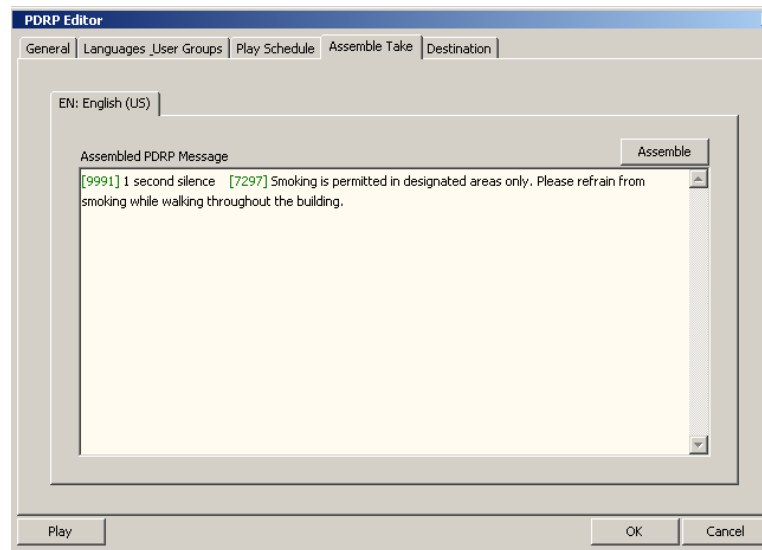 PDRP Editor
General Languages _User Groups Play Schedule Assemble Take Destination
EN: English (US)
Assembled PDRP Message Assemble
[9991] 1 second silence [7297] Smoking is permitted in designated areas only. Please refrain from
smoking while walking throughout the building.
Play OK Cancel